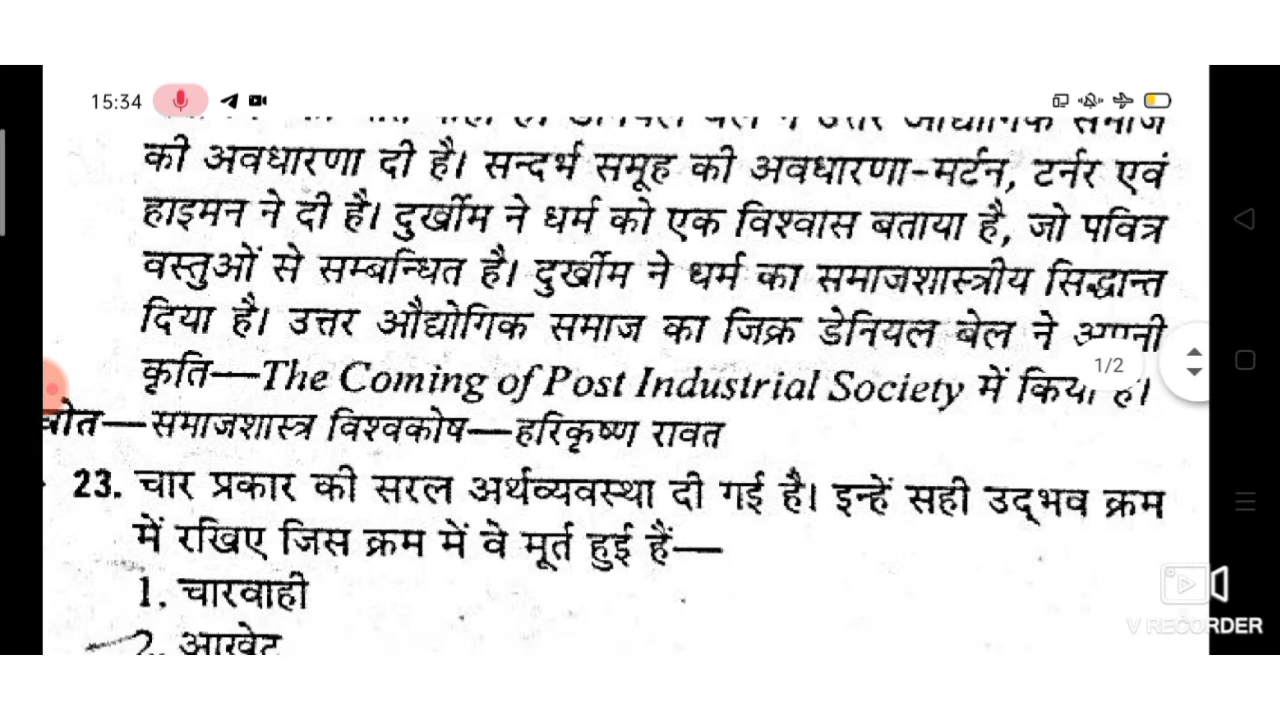 15:34
की अवधारणा दी है। सन्दर्भ समूह की अवधारणा-मर्टन, टर्नर एवं
हाइमन ने दी है। दुर्खीम ने धर्म को एक विश्वास बताया है, जो पवित्र
वस्तुओं से सम्बन्धित है। दुर्खीम ने धर्म का समाजशास्त्रीय सिद्धान्त
दिया है। उत्तर औद्योगिक समाज का जिक्र डेनियल बेल ने अपनी
1/2
कृति—The Coming of Post Industrial Society में किया है।
स्रोत—समाजशास्त्र विश्वकोष—हरिकृष्ण रावत
23. चार प्रकार की सरल अर्थव्यवस्था दी गई है। इन्हें सही उद्भव क्रम
में रखिए जिस क्रम में वे मूर्त हुई हैं—
1. चारवाही
2. आखेट
V RECORDER